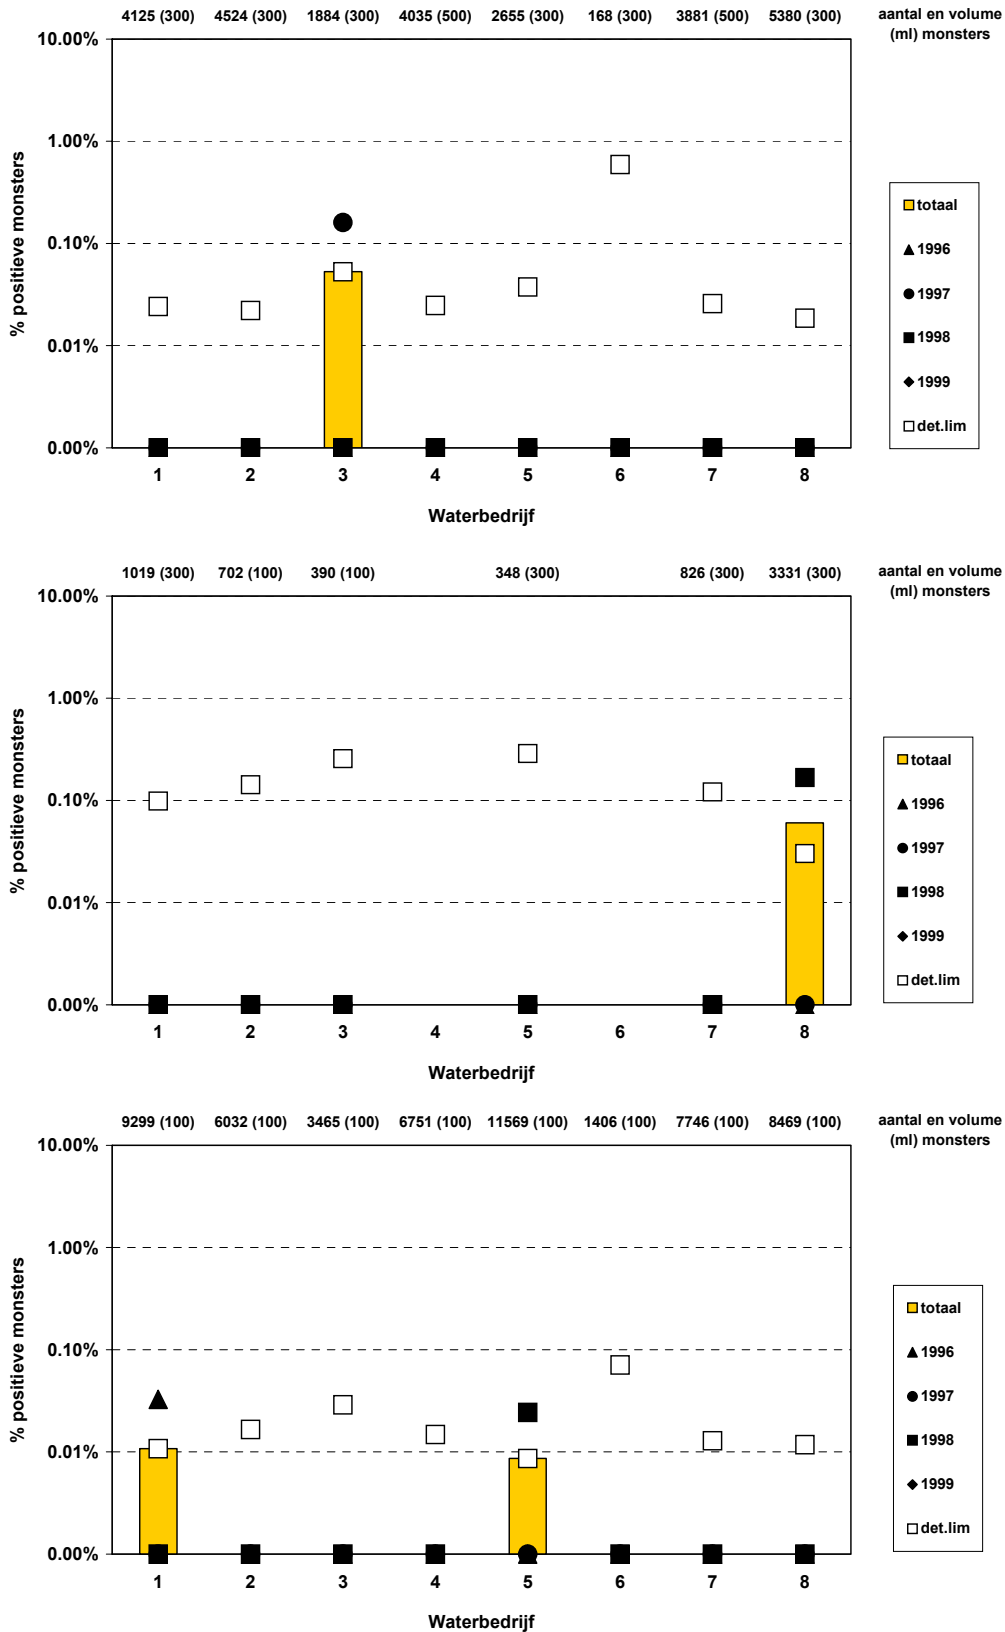 4125 (300) 4524 (300) 1884 (300) 4035 (500) 2655 (300) 168 (300) 3881 (500) 5380 (300) aantal en volume
(ml) monsters
10.00%
1.00%
0.10%
0.01%
0.00%
% positieve monsters
1 2 3 4 5 6 7 8
Waterbedrijf
totaal
1996
1997
1998
1999
det.lim
1019 (300) 702 (100) 390 (100) 348 (300) 826 (300) 3331 (300) aantal en volume
(ml) monsters
10.00%
1.00%
0.10%
0.01%
0.00%
% positieve monsters
1 2 3 4 5 6 7 8
Waterbedrijf
totaal
1996
1997
1998
1999
det.lim
9299 (100) 6032 (100) 3465 (100) 6751 (100) 11569 (100) 1406 (100) 7746 (100) 8469 (100) aantal en volume
(ml) monsters
10.00%
1.00%
0.10%
0.01%
0.00%
% positieve monsters
1 2 3 4 5 6 7 8
Waterbedrijf
totaal
1996
1997
1998
1999
det.lim